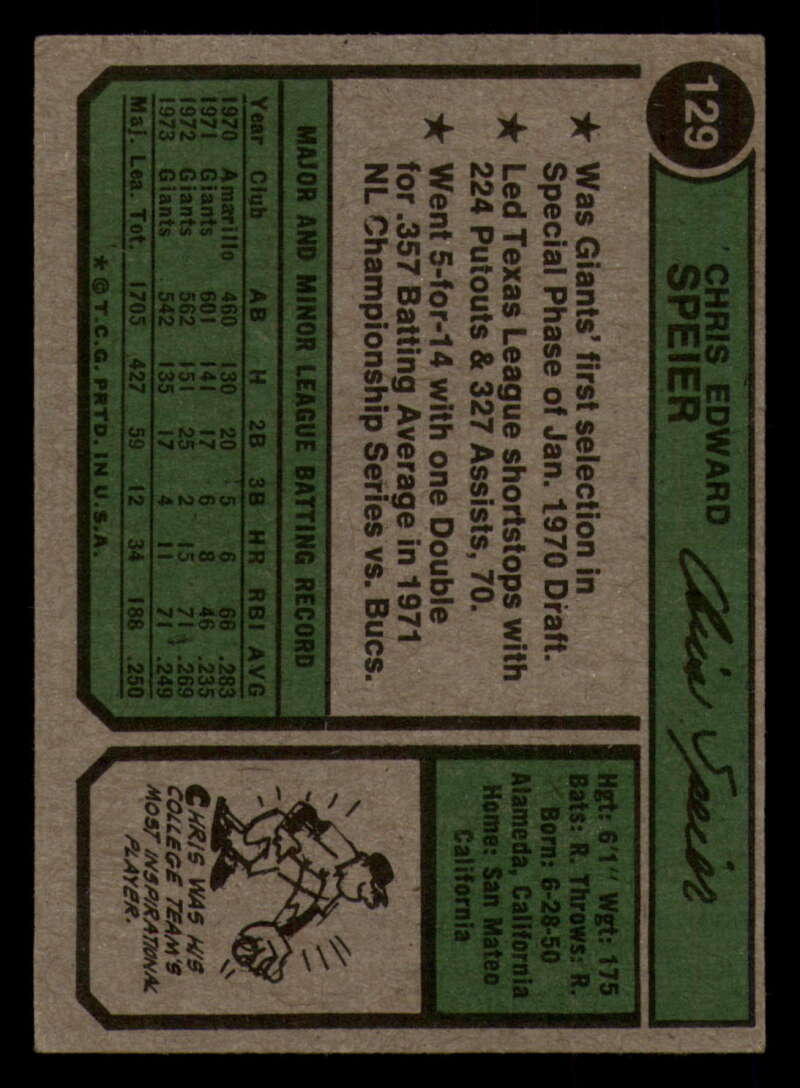 129
CHRIS EDWARD
SPEIER
Chris Speier
★ Was Giants' first selection in
Special Phase of Jan. 1970 Draft.
★ Led Texas League shortstops with
224 Putouts & 327 Assists, 70.
★ Went 5-for-14 with one Double
for .357 Batting Average in 1971
NL Championship Series vs. Bucs.
MAJOR AND MINOR LEAGUE BATTING RECORD
Year Club AB H 2B 3B HR RBI AVG
1970 Amarillo 460 130 20 5 6 66 .283
1971 Giants 601 141 17 6 8 46 .235
1972 Giants 562 151 25 2 15 71 .269
1973 Giants 542 135 17 4 11 71 .249
Maj. Lea. Tot. 1705 427 59 12 34 188 .250
* © T.C.G. PRTD. IN U.S.A.
Hgt: 6'1" Wgt: 175
Bats: R. Throws: R.
Born: 6-28-50
Alameda, California
Home: San Mateo
California
CHRIS WAS HIS
COLLEGE TEAM'S
MOST INSPIRATIONAL
PLAYER.